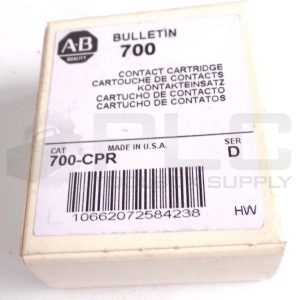 A-B
QUALITY
BULLETIN
700
CONTACT CARTRIDGE
CARTOUCHE DE CONTACTS
KONTAKTEINSATZ
CARTUCHO DE CONTACTO
CARTUCHO DE CONTATOS
CAT
MADE IN U.S.A.
SER
700-CPR
D
10662072584238
HW
PLC
SUPPLY